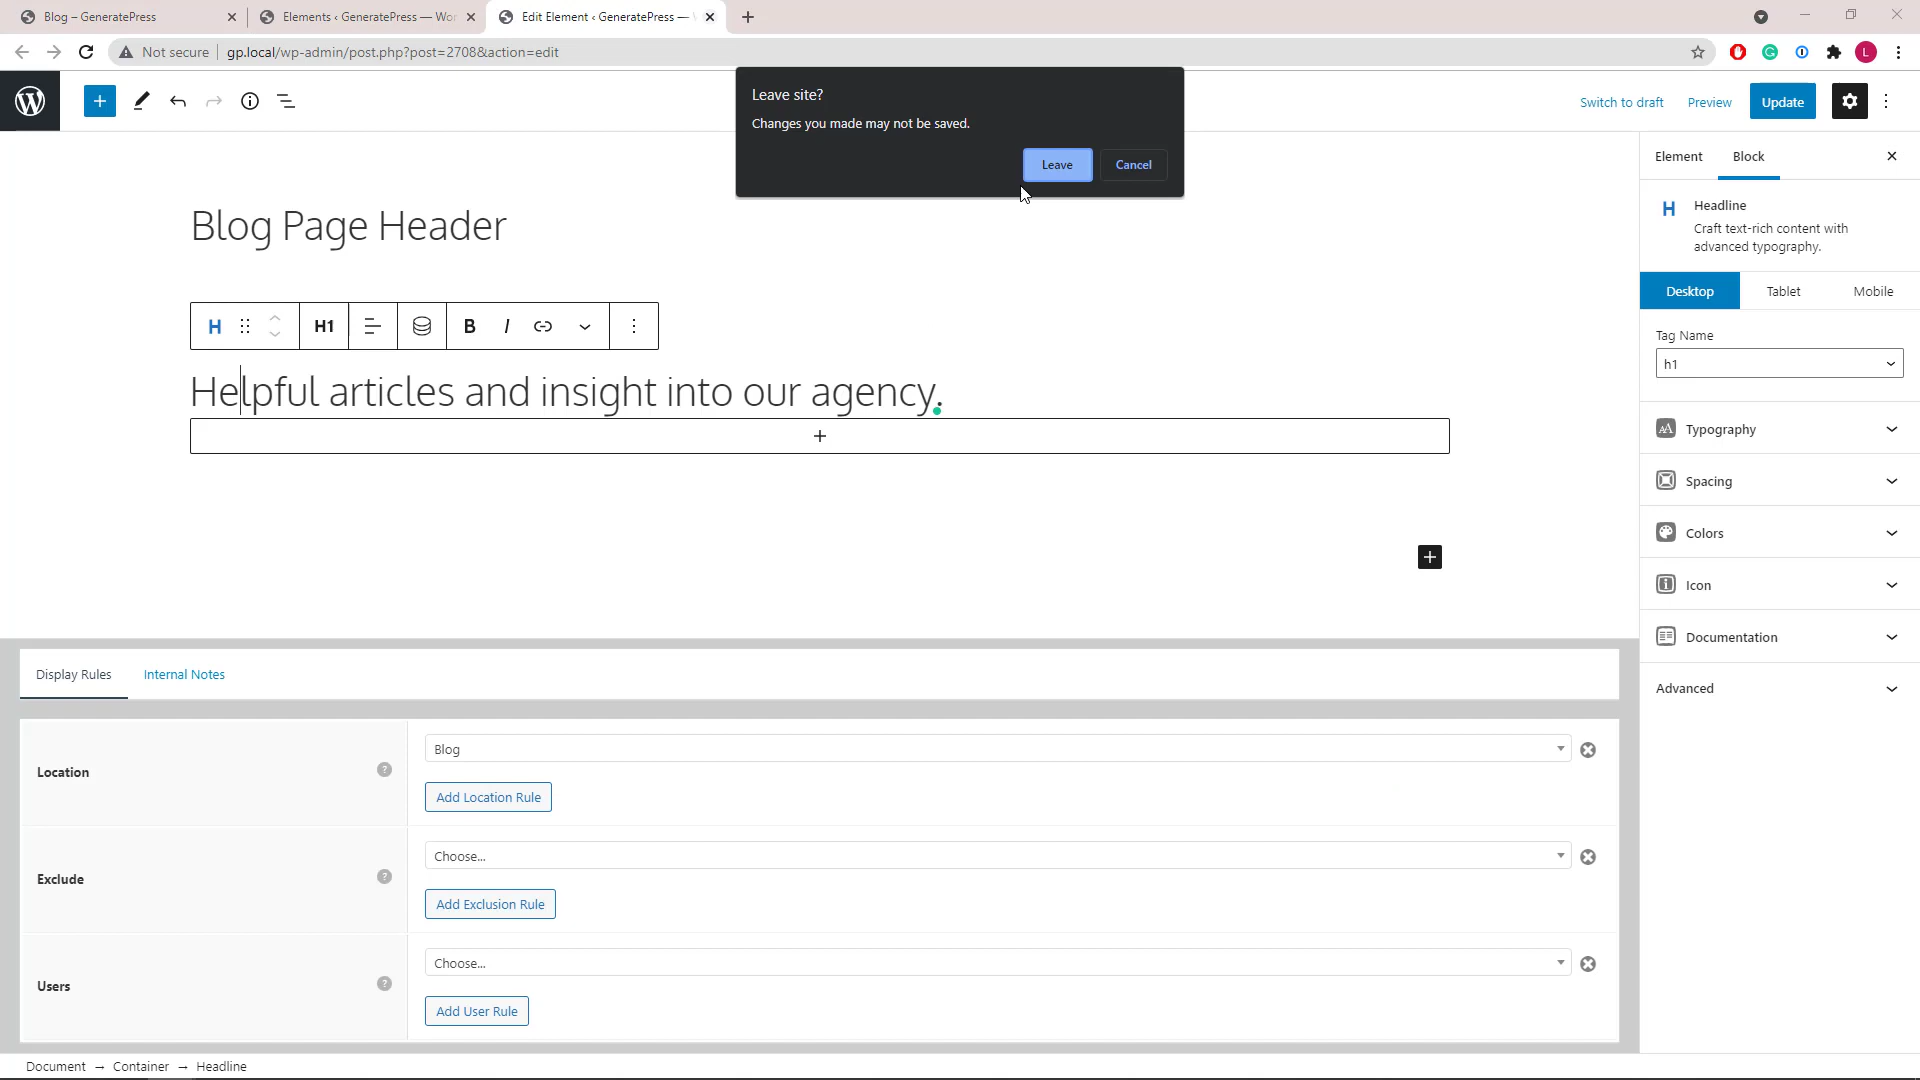 Blog – GeneratePress
Elements ‹ GeneratePress — Wor
Edit Element ‹ GeneratePress —
Not secure
gp.local/wp-admin/post.php?post=2708&action=edit
L
Leave site?
Changes you made may not be saved.
Leave
Cancel
Switch to draft
Preview
Update
Element
Block
Blog Page Header
H
Headline
Craft text-rich content with
advanced typography.
Desktop
Tablet
Mobile
H
H1
B
I
Tag Name
h1
Helpful articles and insight into our agency.
Typography
Spacing
Colors
Icon
Documentation
Advanced
Display Rules
Internal Notes
Location
?
Blog
Add Location Rule
Exclude
?
Choose...
Add Exclusion Rule
Users
?
Choose...
Add User Rule
Document → Container → Headline